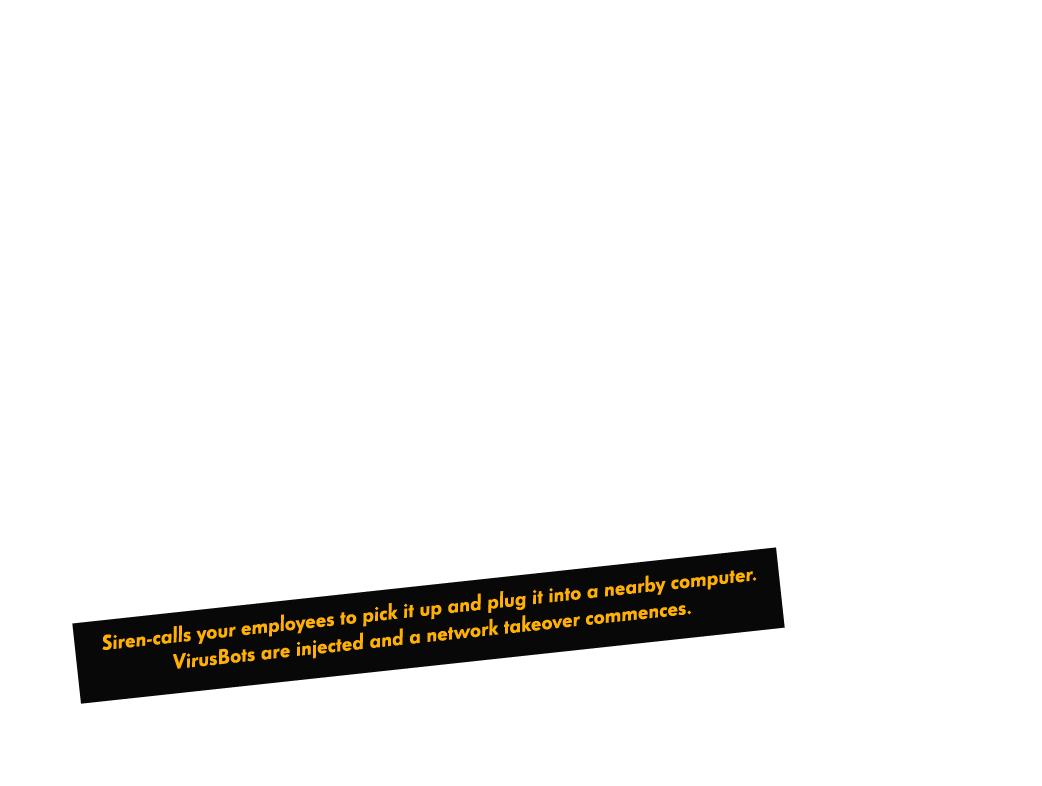 Siren-calls your employees to pick it up and plug it into a nearby computer.
VirusBots are injected and a network takeover commences.